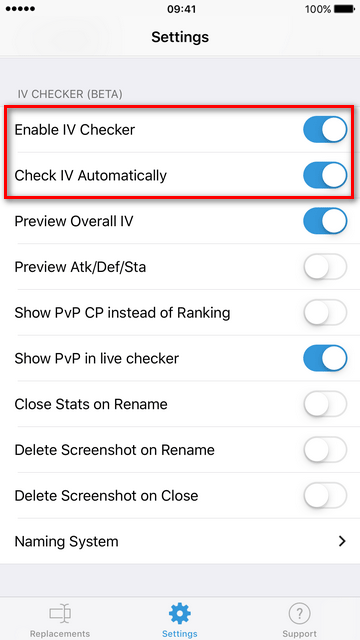 09:41
100%
Settings
IV CHECKER (BETA)
Enable IV Checker
Check IV Automatically
Preview Overall IV
Preview Atk/Def/Sta
Show PvP CP instead of Ranking
Show PvP in live checker
Close Stats on Rename
Delete Screenshot on Rename
Delete Screenshot on Close
Naming System
Replacements
Settings
?
Support